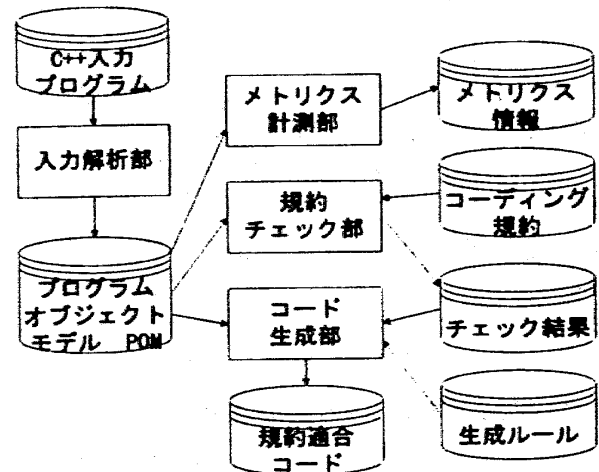 C++入力
プログラム
入力解析部
プログラム
オブジェクト
モデル POM
メトリクス
計測部
規約
チェック部
コード
生成部
規約適合
コード
メトリクス
情報
コーディング
規約
チェック結果
生成ルール